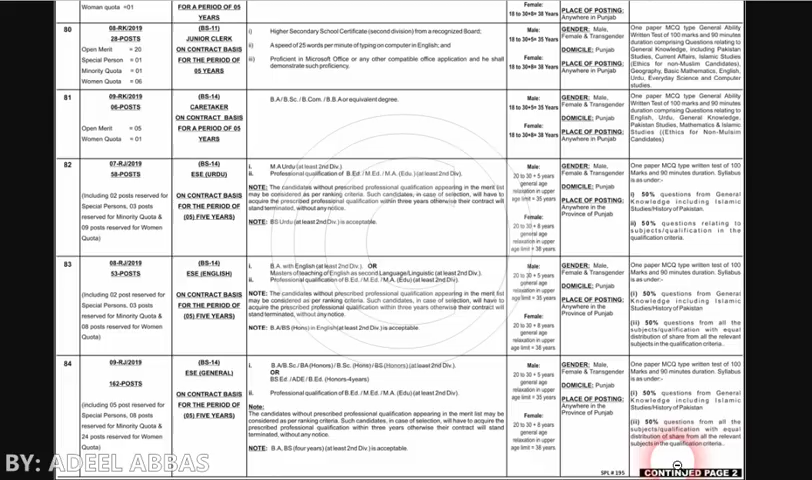 Woman quota =01
FOR A PERIOD OF 05
YEARS
Female:
18 to 30+8= 38 Years
PLACE OF POSTING:
Anywhere in Punjab
80
08-RK/2019
28-POSTS
Open Merit = 20
Special Person = 01
Minority Quota = 01
Women Quota = 06
(BS-11)
JUNIOR CLERK
ON CONTRACT BASIS
FOR THE PERIOD OF
05 YEARS
i) Higher Secondary School Certificate (second division) from a recognized Board;
ii) A speed of 25 words per minute of typing on computer in English; and
iii) Proficient in Microsoft Office or any other compatible office application and he shall
demonstrate such proficiency.
Male:
18 to 30+5= 35 Years
Female:
18 to 30+8= 38 Years
GENDER: Male,
Female & Transgender
DOMICILE: Punjab
PLACE OF POSTING:
Anywhere in Punjab
One paper MCQ type General Ability
Written Test of 100 marks and 90 minutes
duration comprising Questions relating to
General Knowledge, including Pakistan
Studies, Current Affairs, Islamic Studies
(Ethics for non-Muslim Candidates),
Geography, Basic Mathematics, English,
Urdu, Everyday Science and Computer
studies.
81
09-RK/2019
06-POSTS
Open Merit = 05
Women Quota = 01
(BS-14)
CARETAKER
ON CONTRACT BASIS
FOR A PERIOD OF 05
YEARS
B.A / B.Sc. / B.Com. / B.B.A or equivalent degree.
Male:
18 to 30+5= 35 Years
Female:
18 to 30+8= 38 Years
GENDER: Male,
Female & Transgender
DOMICILE: Punjab
PLACE OF POSTING:
Anywhere in Punjab
One paper MCQ type General Ability
Written Test of 100 marks and 90 minutes
duration comprising Questions relating to
English, Urdu, General Knowledge,
Pakistan Studies, Mathematics & Islamic
Studies ((Ethics for Non-Mulsim
Candidates)
82
07-RJ/2019
58-POSTS
(Including 02 posts reserved for
Special Persons, 03 posts
reserved for Minority Quota &
09 posts reserved for Women
Quota)
(BS-14)
ESE (URDU)
ON CONTRACT BASIS
FOR THE PERIOD OF
(05) FIVE YEARS)
i. M.A Urdu (at least 2nd Div.)
ii. Professional qualification of B.Ed / M.Ed. / M.A. (Edu.) (at least 2nd Div).
NOTE: The candidates without prescribed professional qualification appearing in the merit list
may be considered as per ranking criteria. Such candidates, in case of selection, will have to
acquire the prescribed professional qualification within three years otherwise their contract will
stand terminated, without any notice.
NOTE: BS Urdu (at least 2nd Div.) is acceptable.
Male:
20 to 30 + 5 years
general age
relaxation in upper
age limit = 35 years
Female:
20 to 30 + 8 years
general age
relaxation in upper
age limit = 38 years.
GENDER: Male,
Female & Transgender
DOMICILE: Punjab
PLACE OF POSTING:
Anywhere in the
Province of Punjab
One paper MCQ type written test of 100
Marks and 90 minutes duration. Syllabus
is as under:-
i) 50% questions from General
Knowledge including Islamic
Studies/History of Pakistan.
ii) 50% questions relating to
subjects/qualification in the
qualification criteria.
83
08-RJ/2019
53-POSTS
(Including 02 post reserved for
Special Persons, 03 posts
reserved for Minority Quota &
08 posts reserved for Women
Quota)
(BS-14)
ESE (ENGLISH)
ON CONTRACT BASIS
FOR THE PERIOD OF
(05) FIVE YEARS)
i. B.A. with English (at least 2nd Div.) OR
Masters of teaching of English as second Language/Linguistic (at least 2nd Div.)
ii. Professional qualification of B.Ed. / M.Ed. / M.A. (Edu) (at least 2nd Div).
NOTE: The candidates without prescribed professional qualification appearing in the merit list
may be considered as per ranking criteria. Such candidates, in case of selection, will have to
acquire the prescribed professional qualification within three years otherwise their contract will
stand terminated, without any notice.
NOTE: B.A/BS (Hons) in English (at least 2nd Div.) is acceptable.
Male:
20 to 30 + 5 years
general age
relaxation in upper
age limit = 35 years
Female:
20 to 30 + 8 years
general age
relaxation in upper
age limit = 38 years.
GENDER: Male,
Female & Transgender
DOMICILE: Punjab
PLACE OF POSTING:
Anywhere in the
Province of Punjab
One paper MCQ type written test of 100
Marks and 90 minutes duration. Syllabus
is as under:-
(i) 50% questions from General
Knowledge including Islamic
Studies/History of Pakistan.
(ii) 50% questions from all the
subjects/qualification with equal
distribution of share from all the relevant
subjects in the qualification criteria.
84
09-RJ/2019
162-POSTS
(Including 05 post reserved for
Special Persons, 08 posts
reserved for Minority Quota &
24 posts reserved for Women
Quota)
(BS-14)
ESE (GENERAL)
ON CONTRACT BASIS
FOR THE PERIOD OF
(05) FIVE YEARS)
i. B.A/B.Sc. / BA (Honors) / B.Sc. (Hons) / BS (Honors) (at least 2nd Div.)
OR
BS Ed. / ADE / B.Ed. (Honors-4years)
ii. Professional qualification of B.Ed. / M.Ed. / M.A. (Edu) (at least 2nd Div).
Note:
The candidates without prescribed professional qualification appearing in the merit list may be
considered as per ranking criteria. Such candidates, in case of selection, will have to acquire the
prescribed professional qualification within three years otherwise their contract will stand
terminated, without any notice.
NOTE: B.A, BS (four years) (at least 2nd Div.) is acceptable.
Male:
20 to 30 + 5 years
general age
relaxation in upper
age limit = 35 years
Female:
20 to 30 + 8 years
general age
relaxation in upper
age limit = 38 years.
GENDER: Male,
Female & Transgender
DOMICILE: Punjab
PLACE OF POSTING:
Anywhere in the
Province of Punjab
One paper MCQ type written test of 100
Marks and 90 minutes duration. Syllabus
is as under:-
(i) 50% questions from General
Knowledge including Islamic
Studies/History of Pakistan
(ii) 50% questions from all the
subjects/qualification with equal
distribution of share from all the relevant
subjects in the qualification criteria.
BY: ADEEL ABBAS
SPL # 195
CONTINUED PAGE 2